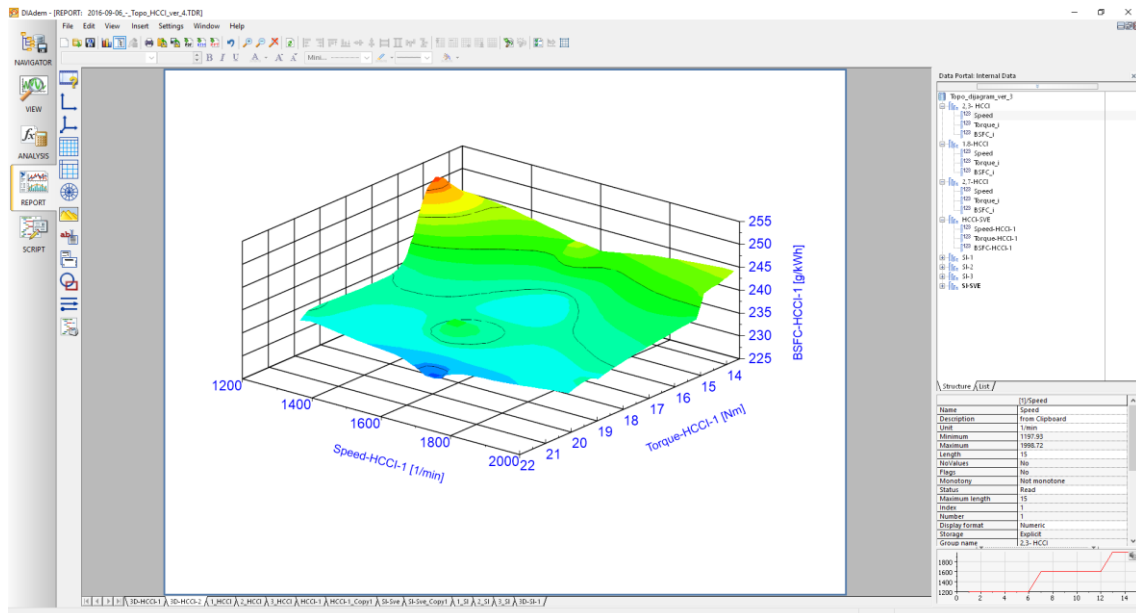 DIAdem - [REPORT: 2016-09-06_-_Topo_HCCI_ver_4.TDR]
File Edit View Insert Settings Window Help
B I U A Mini...
NAVIGATOR
VIEW
ANALYSIS
REPORT
SCRIPT
255
250
245
240
235
230
225
BSFC-HCCI-1 [g/kWh]
1200
1400
1600
1800
2000
Speed-HCCI-1 [1/min]
22
21
20
19
18
17
16
15
14
Torque-HCCI-1 [Nm]
3D-HCCI-1 3D-HCCI-2 1_HCCI 2_HCCI 3_HCCI HCCI-1 HCCI-1_Copy1 SI-Sve SI-Sve_Copy1 1_SI 2_SI 3_SI 3D-SI-1
Data Portal: Internal Data
Topo_dijagram_ver_3
2,3- HCCI
Speed
Torque_i
BSFC_i
1,8-HCCI
Speed
Torque_i
BSFC_i
2,7-HCCI
Speed
Torque_i
BSFC_i
HCCI-SVE
Speed-HCCI-1
Torque-HCCI-1
BSFC-HCCI-1
SI-1
SI-2
SI-3
SI-SVE
Structure List
[1]/Speed
Name Speed
Description from Clipboard
Unit 1/min
Minimum 1197.93
Maximum 1998.72
Length 15
NoValues No
Flags No
Monotony Not monotone
Status Read
Maximum length 15
Index 1
Number 1
Display format Numeric
Storage Explicit
Group name 2,3- HCCI
1800
1600
1400
1200
0 2 4 6 8 10 12 14